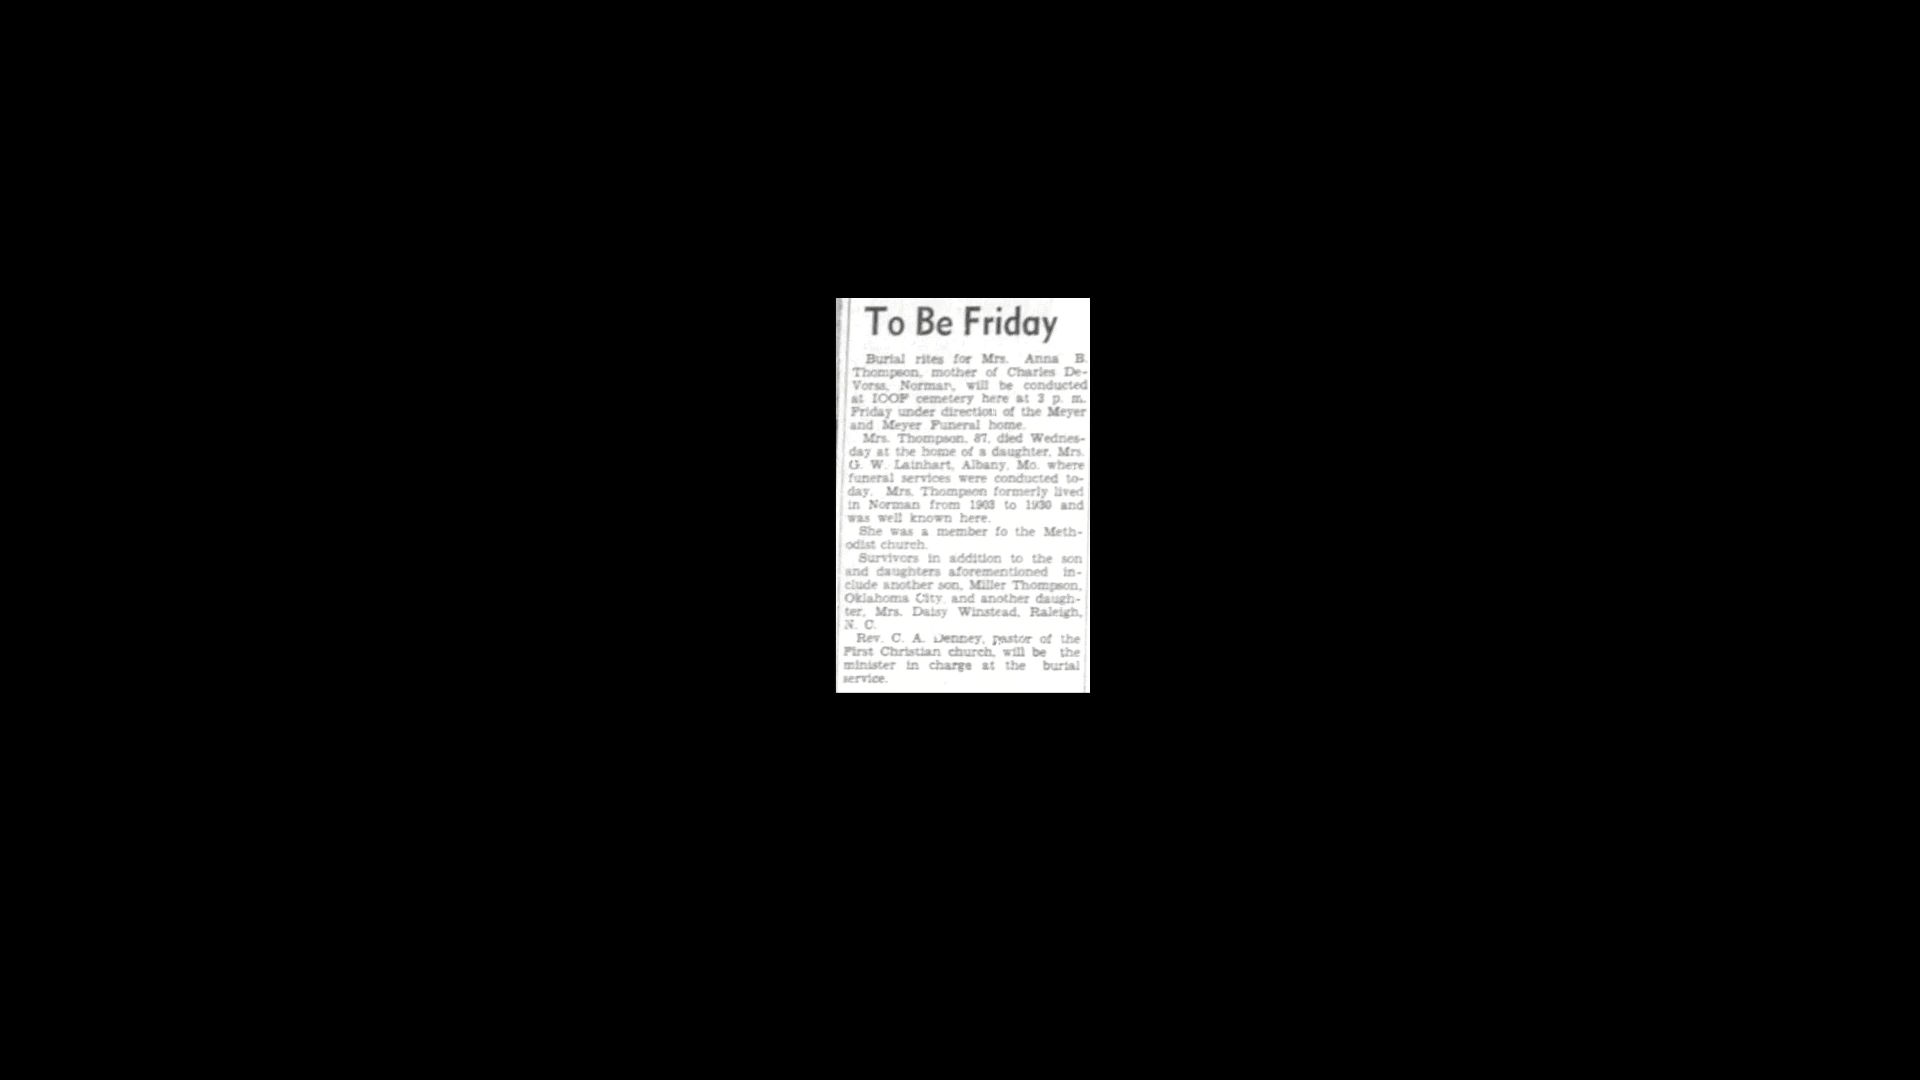 To Be Friday
Burial rites for Mrs. Anna B.
Thompson, mother of Charles De-
Vorss, Norman, will be conducted
at IOOF cemetery here at 3 p. m.
Friday under direction of the Meyer
and Meyer Funeral home.
Mrs. Thompson, 87, died Wednes-
day at the home of a daughter, Mrs.
G. W. Lainhart, Albany, Mo. where
funeral services were conducted to-
day. Mrs. Thompson formerly lived
in Norman from 1903 to 1930 and
was well known here.
She was a member fo the Meth-
odist church.
Survivors in addition to the son
and daughters aforementioned in-
clude another son, Miller Thompson,
Oklahoma City, and another daugh-
ter, Mrs. Daisy Winstead, Raleigh,
N. C.
Rev. C. A. Denney, pastor of the
First Christian church, will be the
minister in charge at the burial
service.